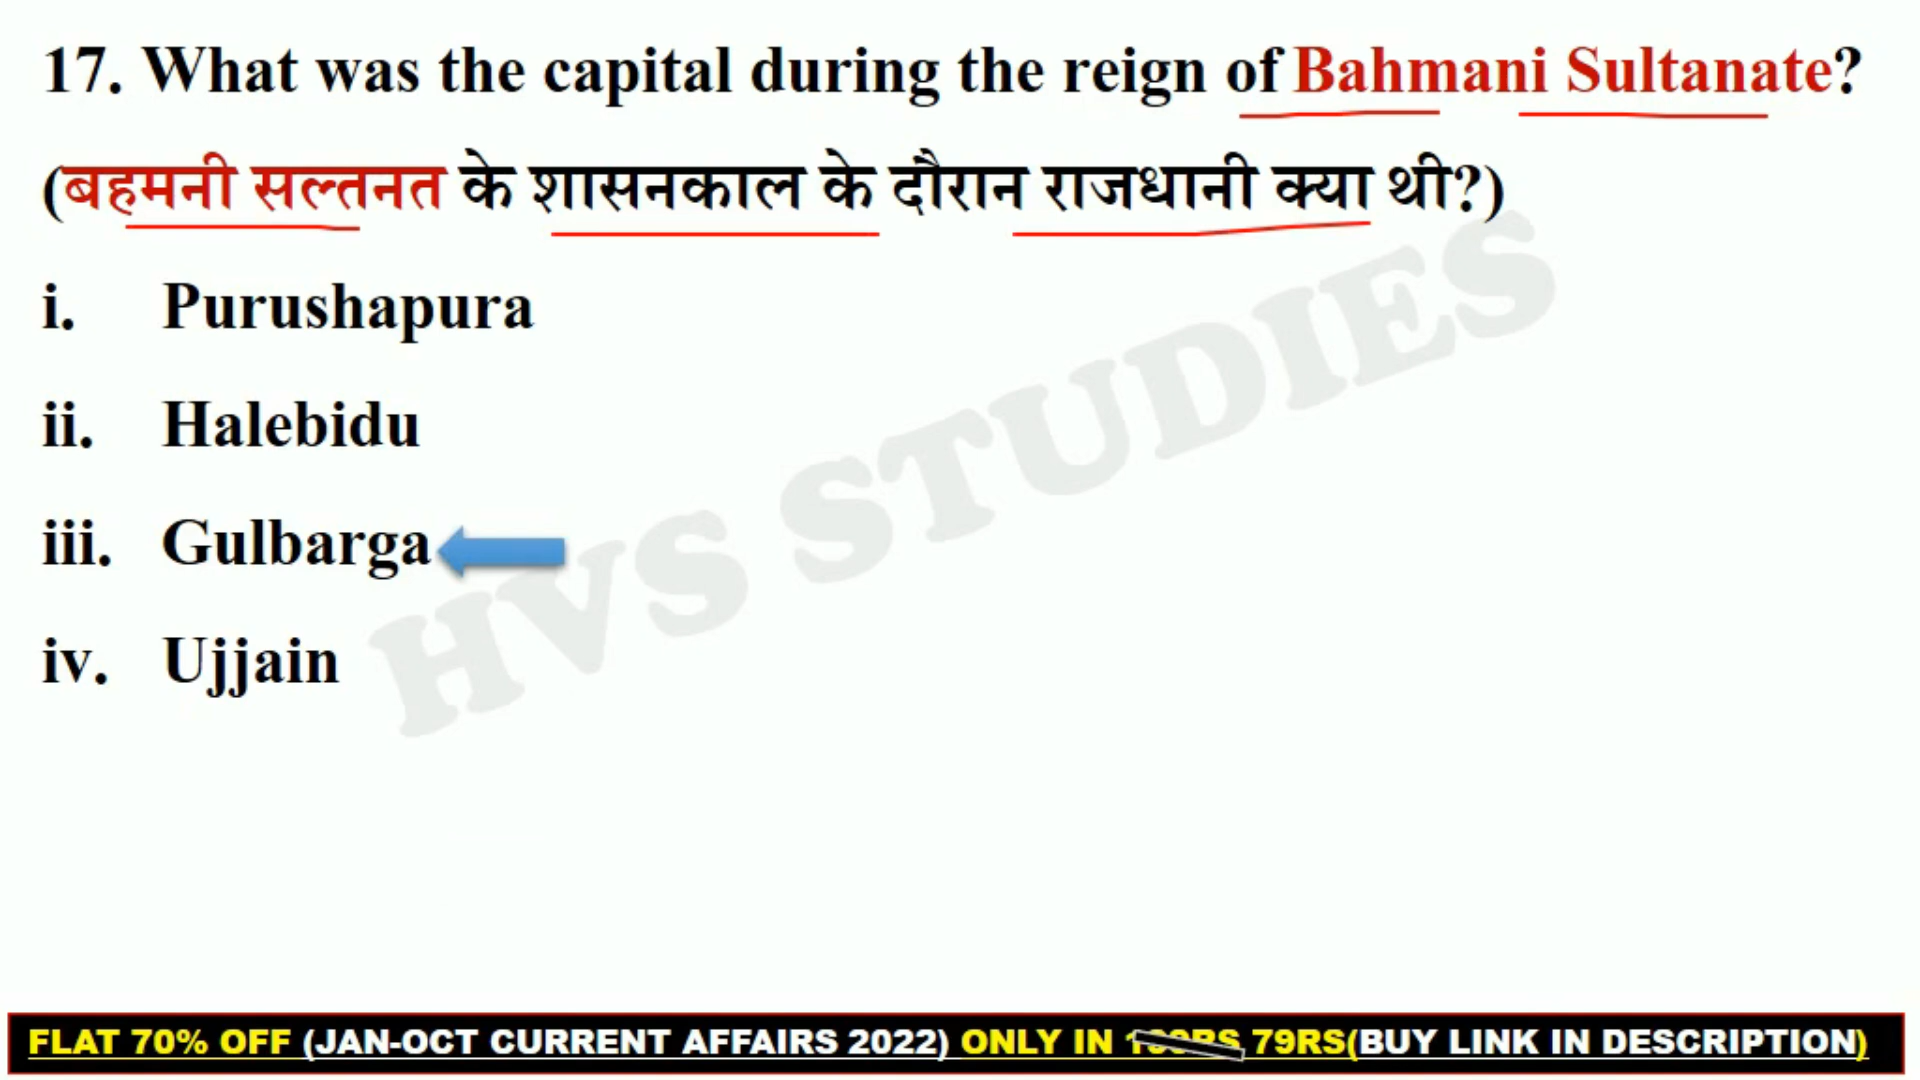 17. What was the capital during the reign of Bahmani Sultanate?
(बहमनी सल्तनत के शासनकाल के दौरान राजधानी क्या थी?)
i. Purushapura
ii. Halebidu
iii. Gulbarga
iv. Ujjain
HVS STUDIES
FLAT 70% OFF (JAN-OCT CURRENT AFFAIRS 2022) ONLY IN 79RS(BUY LINK IN DESCRIPTION)